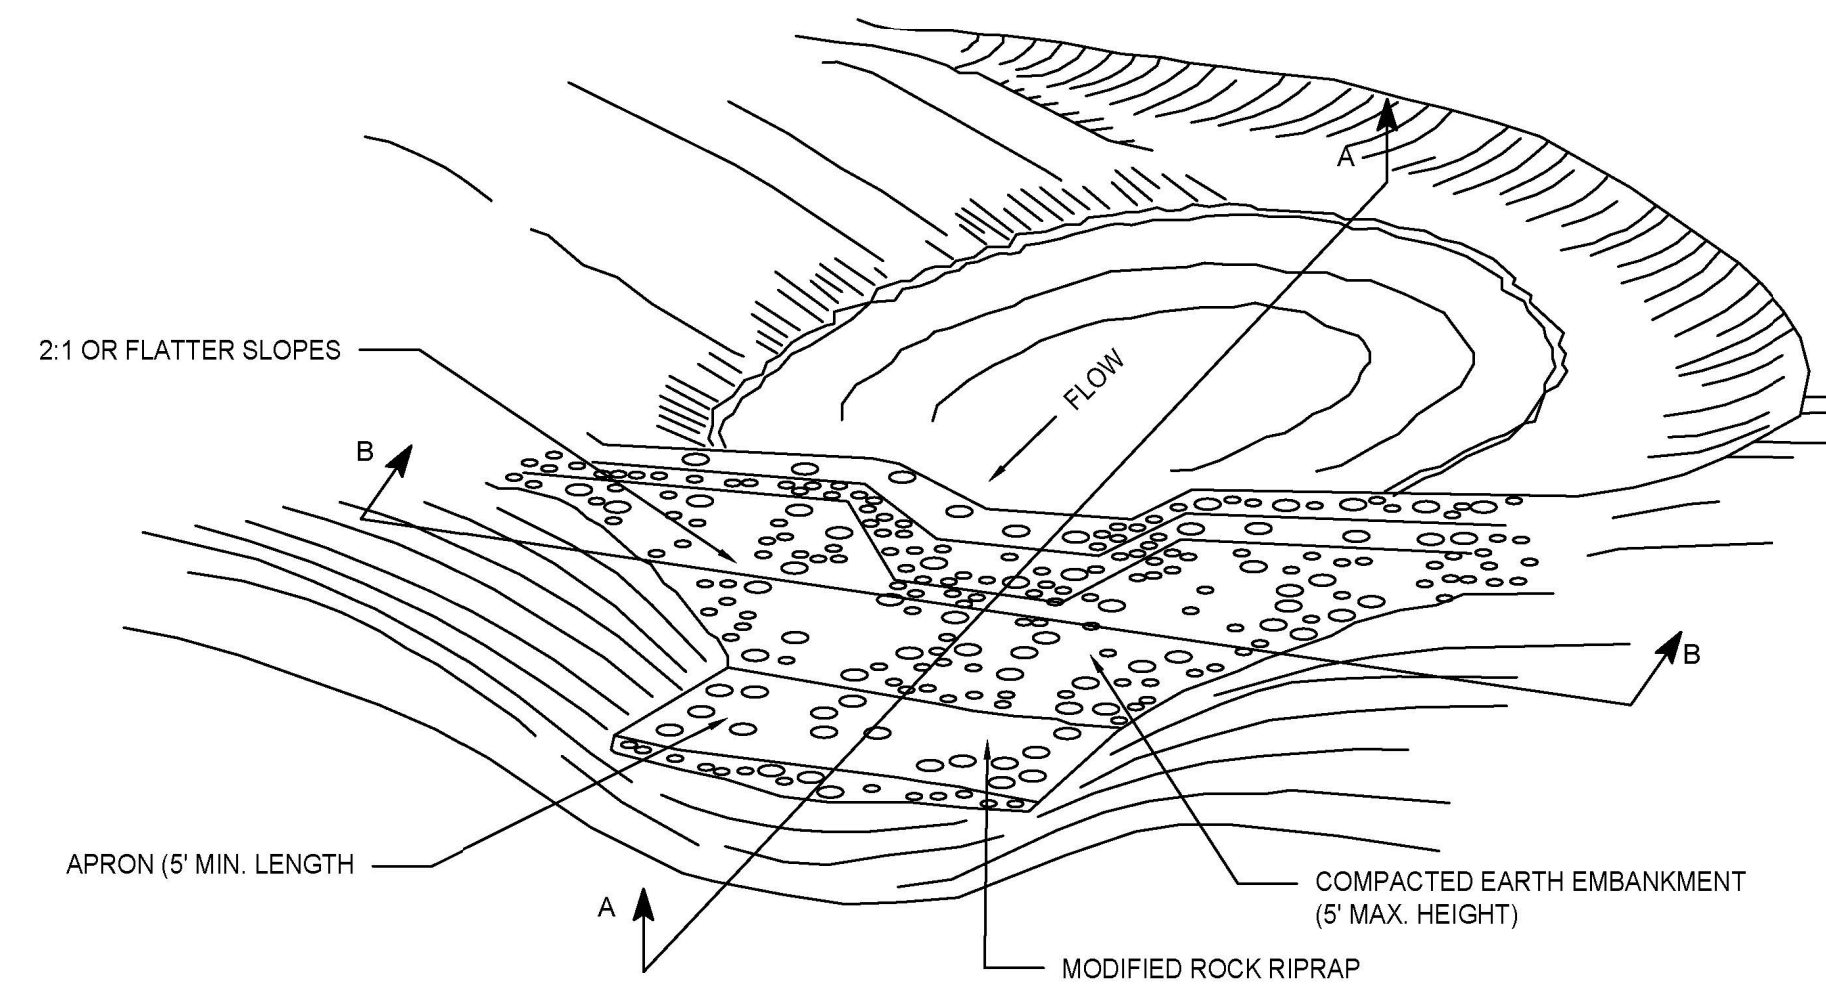 A
2:1 OR FLATTER SLOPES
FLOW
B
B
APRON (5' MIN. LENGTH
COMPACTED EARTH EMBANKMENT
(5' MAX. HEIGHT)
A
MODIFIED ROCK RIPRAP